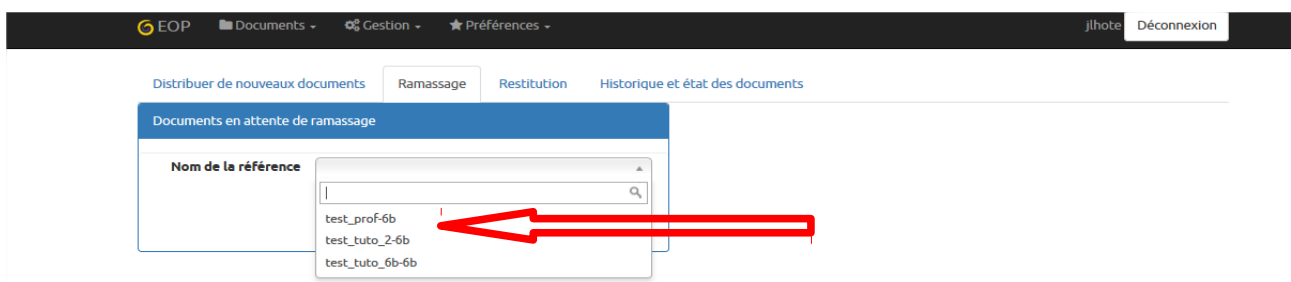 EOP Documents Gestion Préférences jlhote Déconnexion
Distribuer de nouveaux documents Ramassage Restitution Historique et état des documents
Documents en attente de ramassage
Nom de la référence
test_prof-6b
test_tuto_2-6b
test_tuto_6b-6b